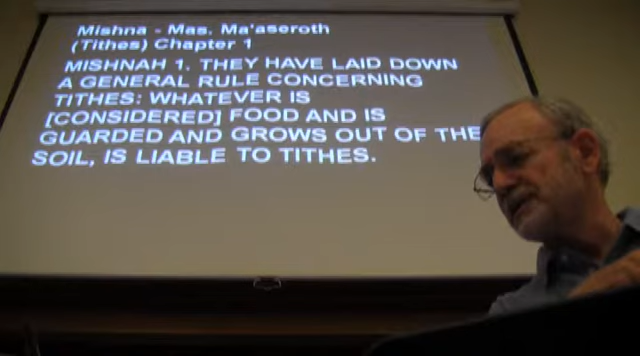 Mishna - Mas. Ma'aseroth
(Tithes) Chapter 1
MISHNAH 1. THEY HAVE LAID DOWN
A GENERAL RULE CONCERNING
TITHES: WHATEVER IS
[CONSIDERED] FOOD AND IS
GUARDED AND GROWS OUT OF THE
SOIL, IS LIABLE TO TITHES.